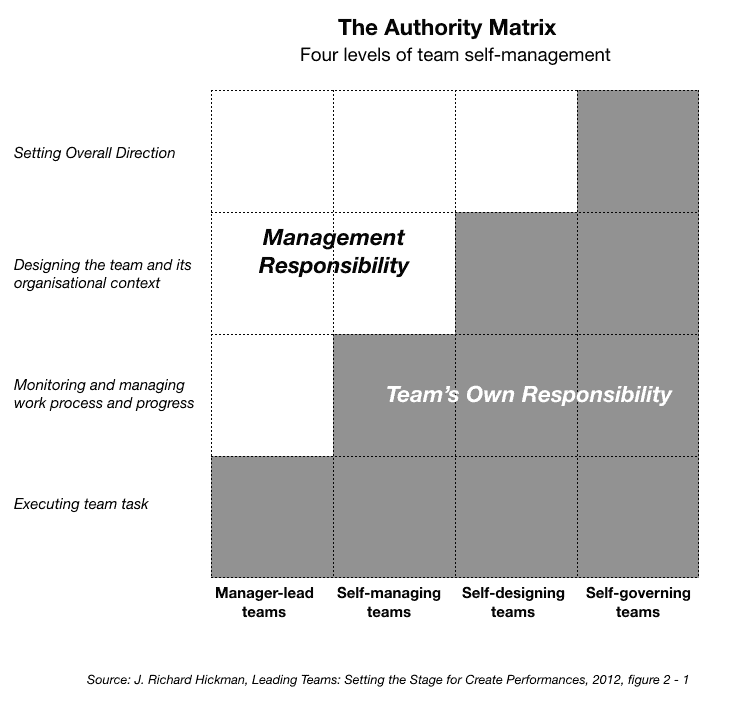 The Authority Matrix
Four levels of team self-management
Setting Overall Direction
Management
Responsibility
Designing the team and its
organisational context
Monitoring and managing
work process and progress
Team's Own Responsibility
Executing team task
Manager-lead
teams
Self-managing
teams
Self-designing
teams
Self-governing
teams
Source: J. Richard Hickman, Leading Teams: Setting the Stage for Create Performances, 2012, figure 2 - 1